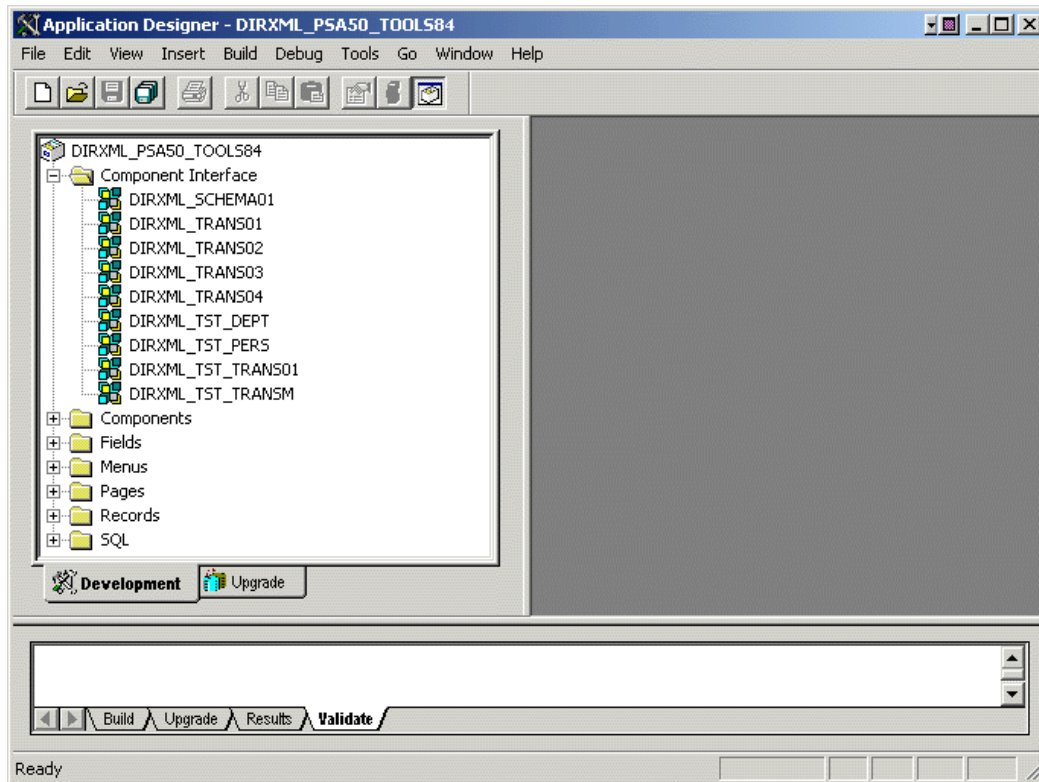 Application Designer - DIRXML_PSA50_TOOLS84
File Edit View Insert Build Debug Tools Go Window Help
DIRXML_PSA50_TOOLS84
Component Interface
DIRXML_SCHEMA01
DIRXML_TRANS01
DIRXML_TRANS02
DIRXML_TRANS03
DIRXML_TRANS04
DIRXML_TST_DEPT
DIRXML_TST_PERS
DIRXML_TST_TRANS01
DIRXML_TST_TRANSM
Components
Fields
Menus
Pages
Records
SQL
Development Upgrade
Build Upgrade Results Validate
Ready